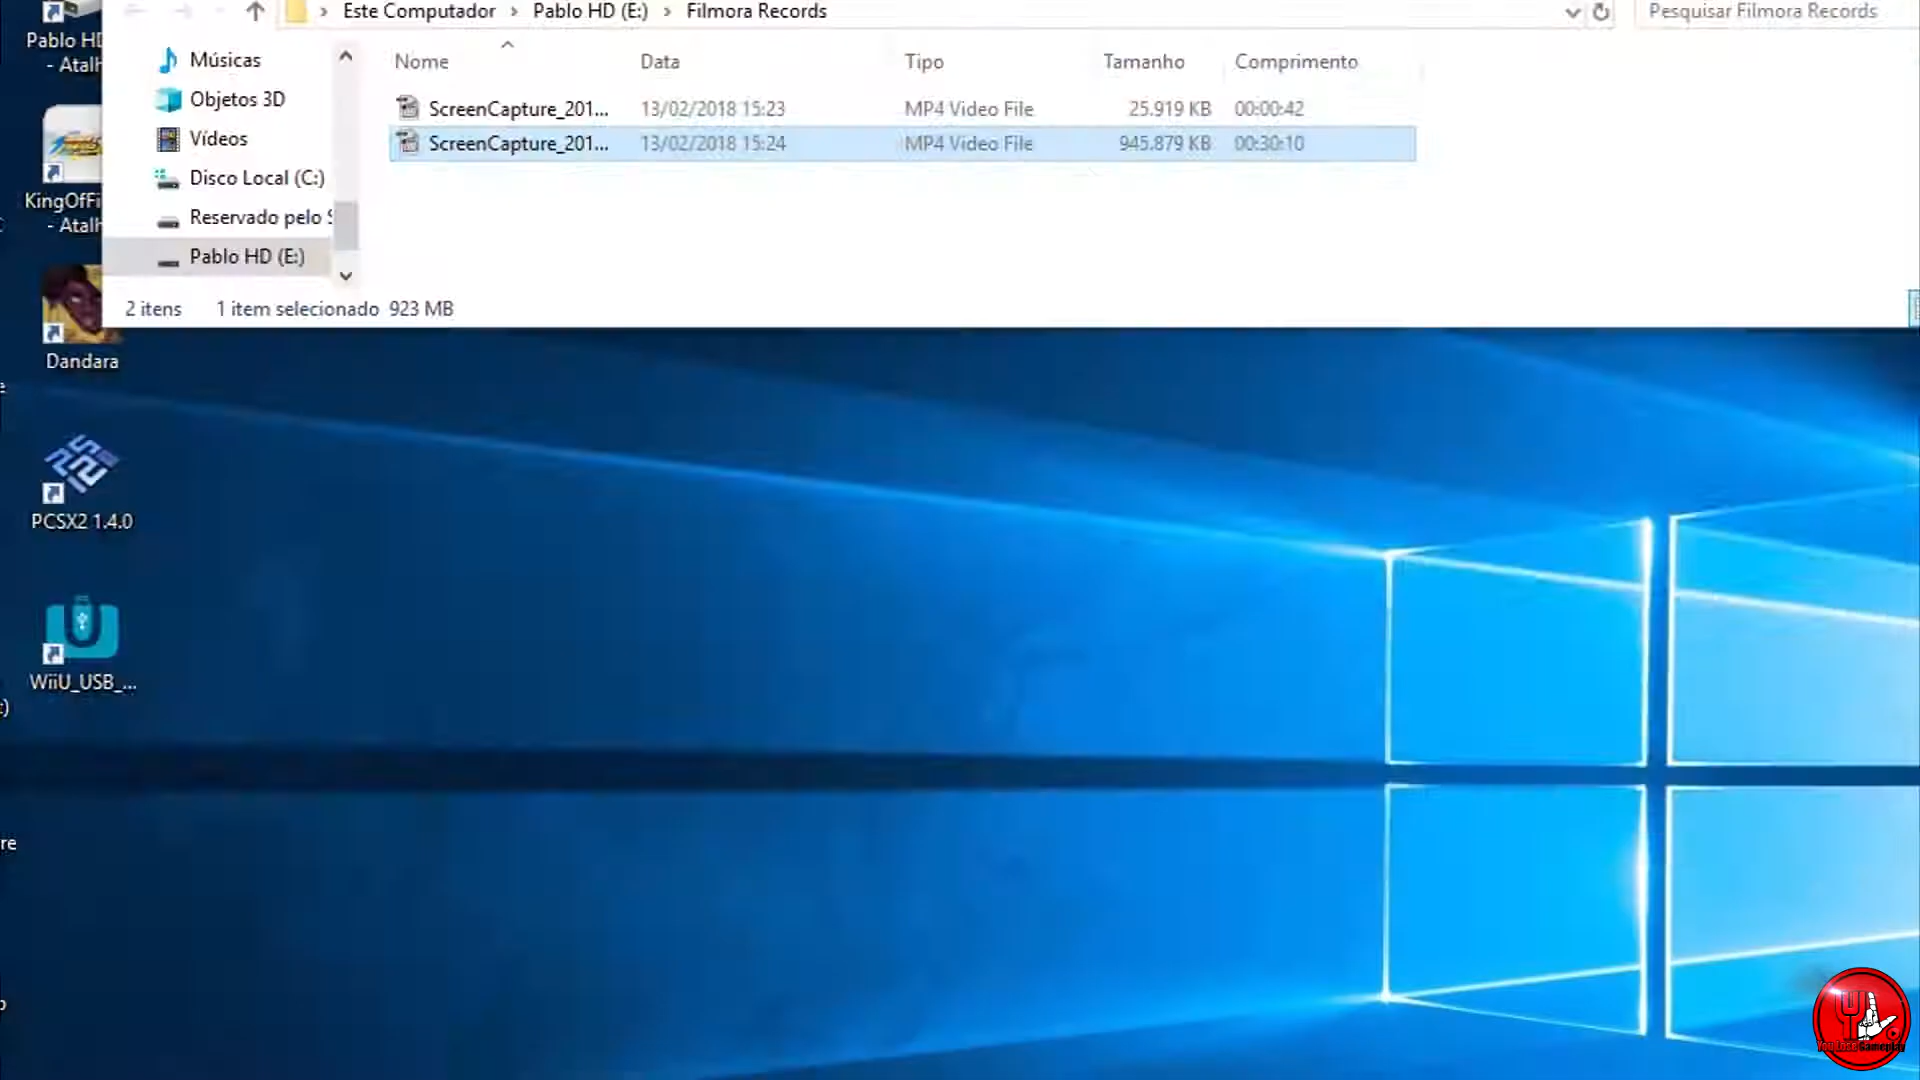 Este Computador > Pablo HD (E:) > Filmora Records
Pesquisar Filmora Records
Pablo HD
- Atalh
KingOfFi
- Atalh
Dandara
PCSX2 1.4.0
WiiU_USB_...
Músicas
Objetos 3D
Vídeos
Disco Local (C:)
Reservado pelo S
Pablo HD (E:)
Nome Data Tipo Tamanho Comprimento
ScreenCapture_201... 13/02/2018 15:23 MP4 Video File 25.919 KB 00:00:42
ScreenCapture_201... 13/02/2018 15:24 MP4 Video File 945.879 KB 00:30:10
2 itens 1 item selecionado 923 MB
re